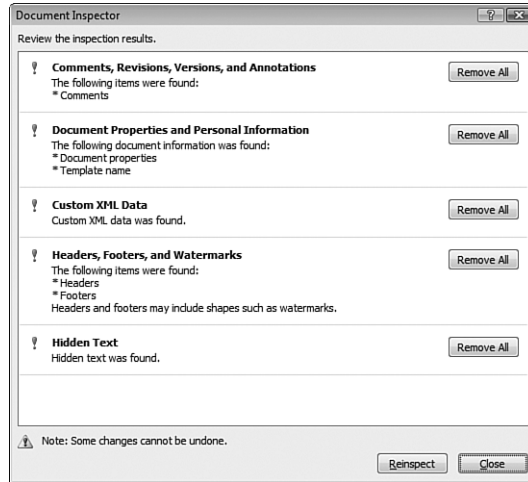 Document Inspector
Review the inspection results.
Comments, Revisions, Versions, and Annotations
Remove All
The following items were found:
* Comments
Document Properties and Personal Information
Remove All
The following document information was found:
* Document properties
* Template name
Custom XML Data
Remove All
Custom XML data was found.
Headers, Footers, and Watermarks
Remove All
The following items were found:
* Headers
* Footers
Headers and footers may include shapes such as watermarks.
Hidden Text
Remove All
Hidden text was found.
Note: Some changes cannot be undone.
Reinspect Close